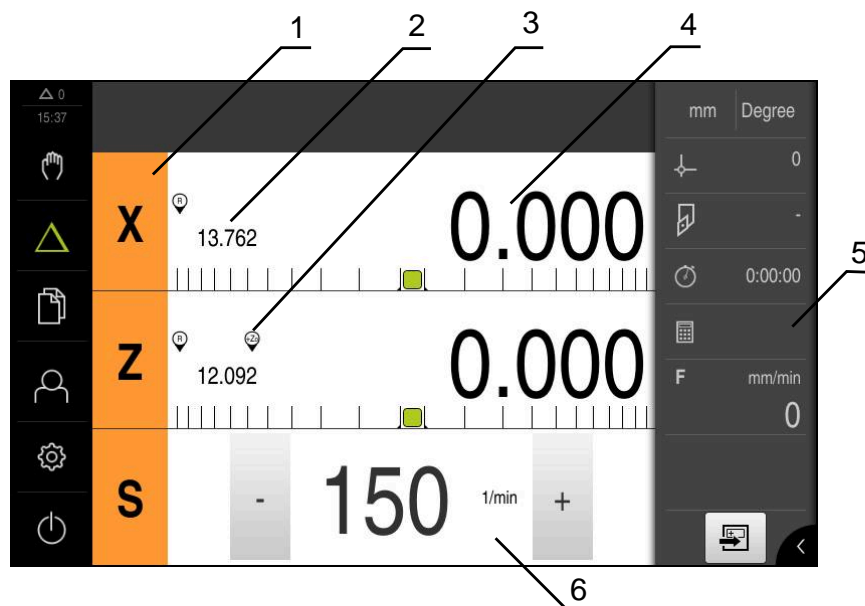 1 2 3 4
0
15:37
mm Degree
0
X R 13.762 0.000
-
5
0:00:00
Z R +Zo 12.092 0.000
F mm/min
0
S - 150 1/min +
6